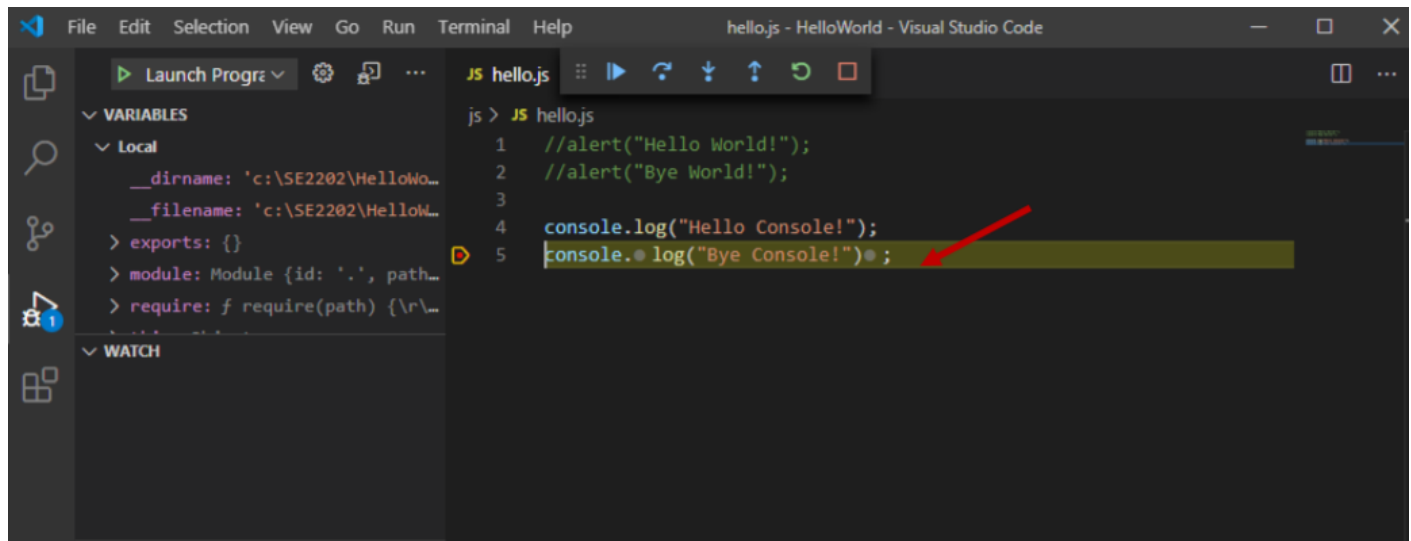 File Edit Selection View Go Run Terminal Help hello.js - HelloWorld - Visual Studio Code
Launch Progra
VARIABLES
Local
__dirname: 'c:\SE2202\HelloWo…
__filename: 'c:\SE2202\HelloW…
exports: {}
module: Module {id: '.', path…
require: ƒ require(path) {\r\…
WATCH
1
JS hello.js
js > JS hello.js
1 //alert("Hello World!");
2 //alert("Bye World!");
3
4 console.log("Hello Console!");
5 console. log("Bye Console!") ;